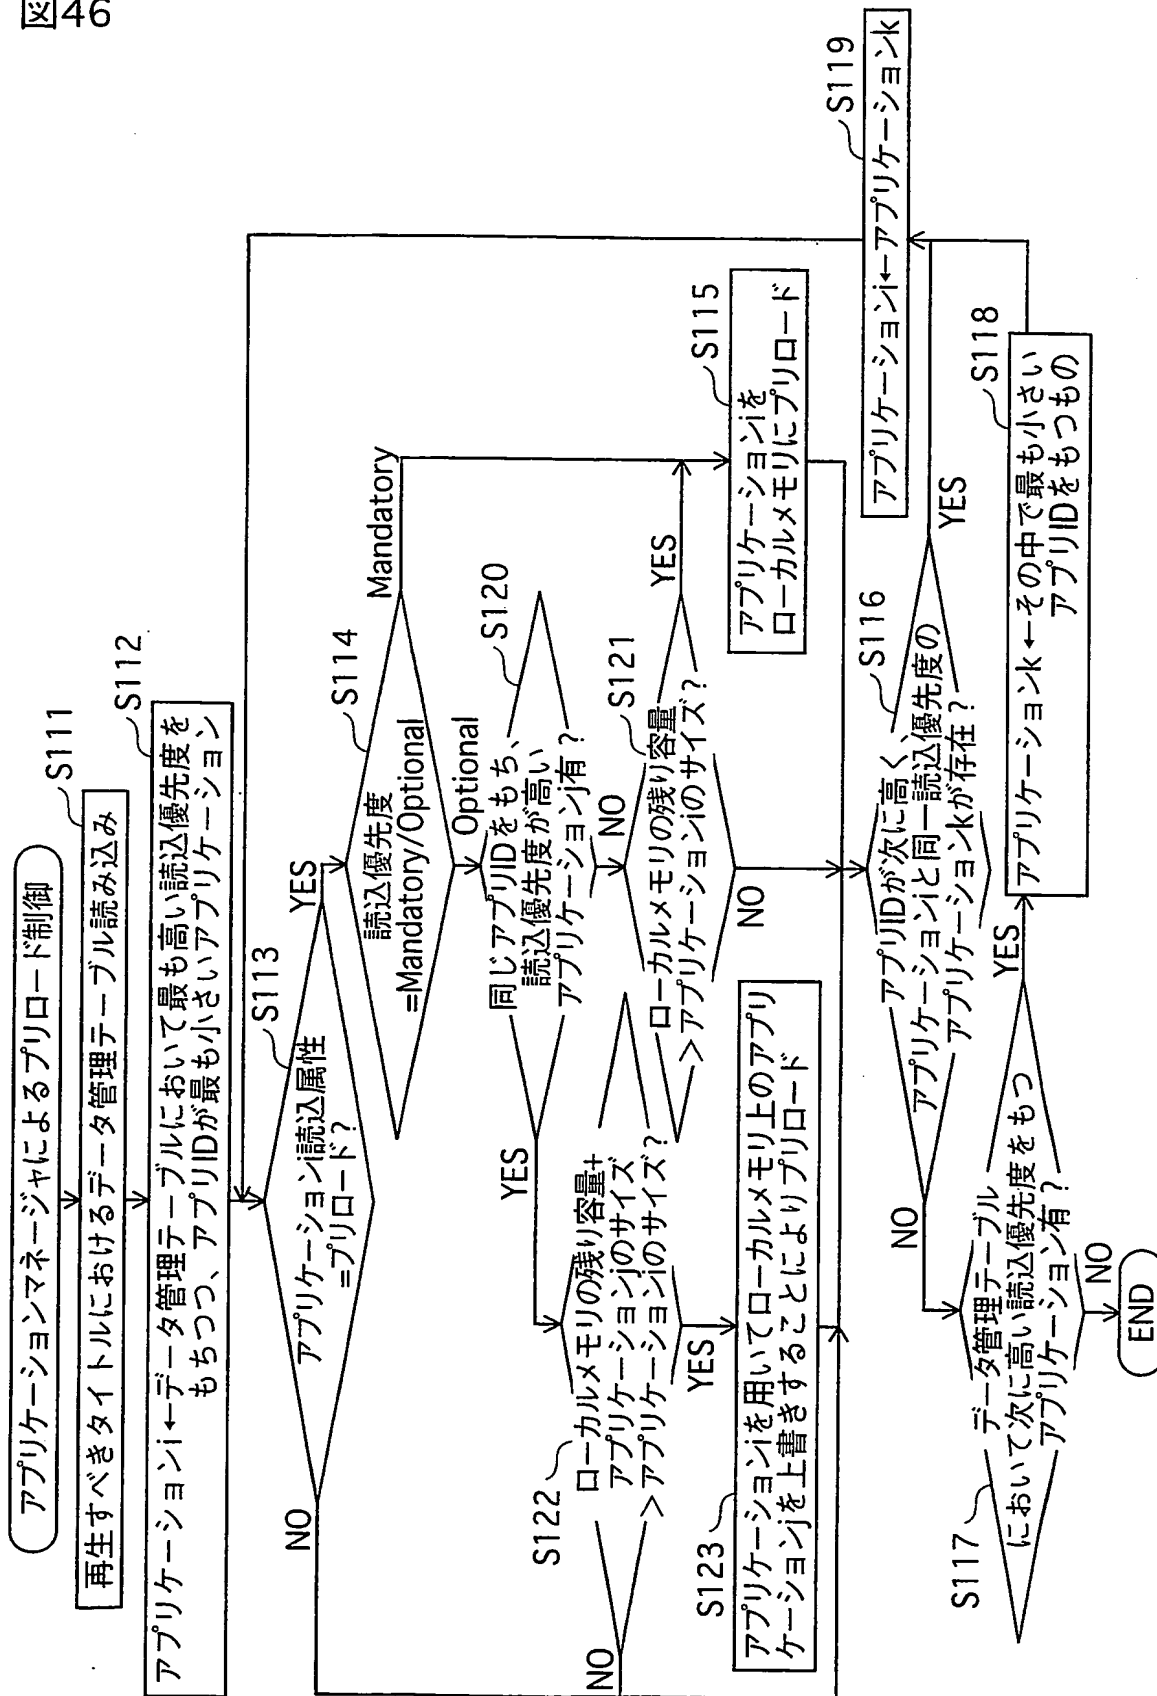 図46
アプリケーションマネージャによるプリロード制御
S111
再生すべきタイトルにおけるデータ管理テーブル読み込み
S112
アプリケーションi←データ管理テーブルにおいて最も高い読込優先度を
もちつつ、アプリIDが最も小さいアプリケーション
S113
アプリケーションi読込属性
=プリロード?
YES
NO
S114
読込優先度
=Mandatory/Optional
Mandatory
Optional
S120
同じアプリIDをもち、
読込優先度が高い
アプリケーションj有?
YES
NO
S121
ローカルメモリの残り容量
>アプリケーションiのサイズ?
YES
NO
S115
アプリケーションiを
ローカルメモリにプリロード
S122
ローカルメモリの残り容量+
アプリケーションjのサイズ
>アプリケーションiのサイズ?
NO
YES
S123
アプリケーションiを用いてローカルメモリ上のアプリ
ケーションjを上書きすることによりプリロード
S116
アプリIDが次に高く、
アプリケーションiと同一読込優先度の
アプリケーションkが存在?
YES
NO
S117
データ管理テーブル
において次に高い読込優先度をもつ
アプリケーション有?
YES
NO
S118
アプリケーションk←その中で最も小さい
アプリIDをもつもの
S119
アプリケーションi←アプリケーションk
END